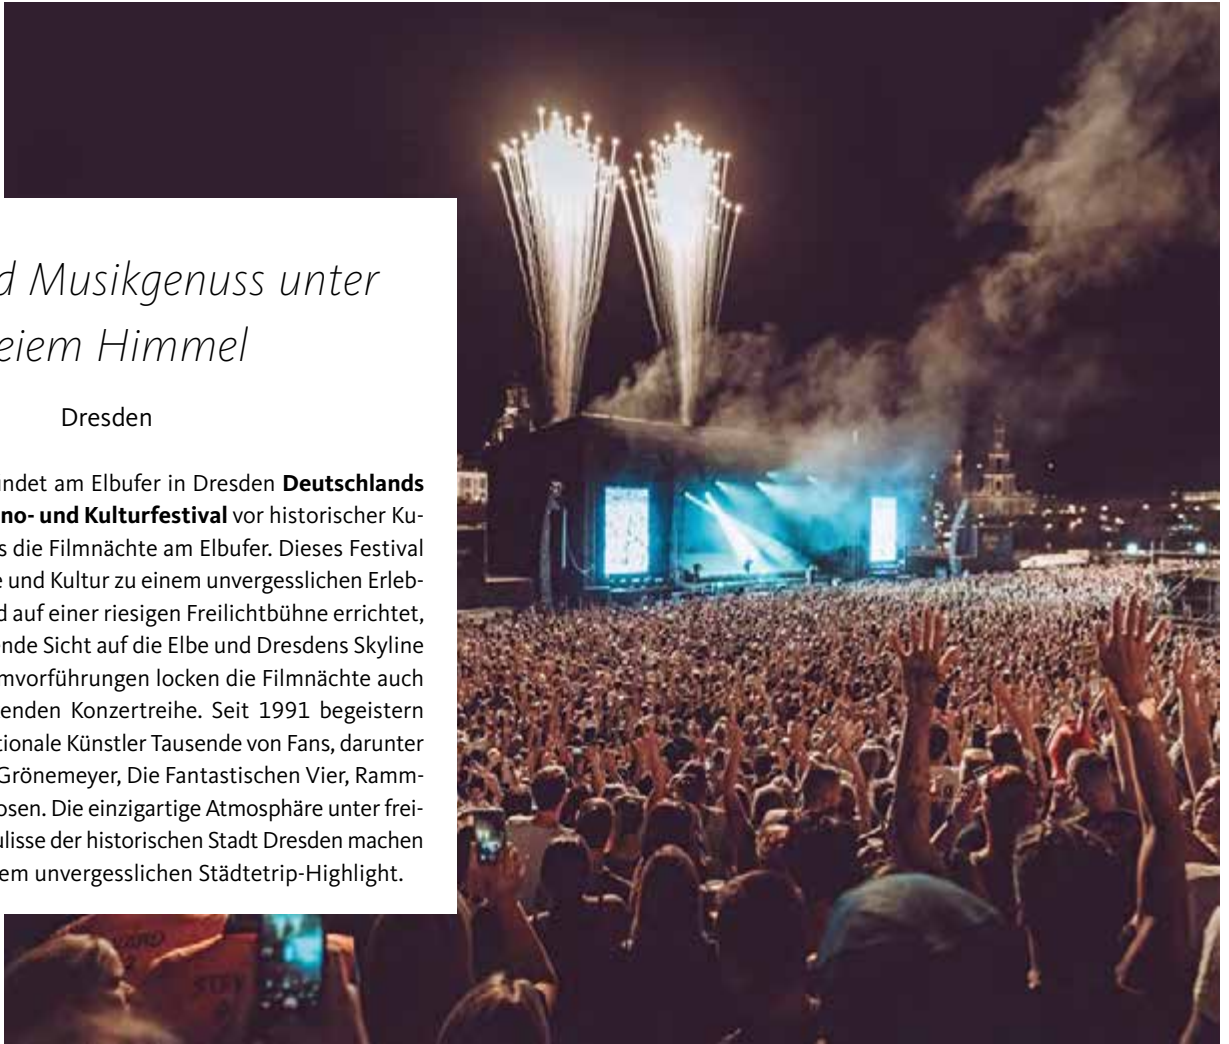 d Musikgenuss unter
eiem Himmel
Dresden
ndet am Elbufer in Dresden Deutschlands
no- und Kulturfestival vor historischer Ku-
s die Filmnächte am Elbufer. Dieses Festival
e und Kultur zu einem unvergesslichen Erleb-
d auf einer riesigen Freilichtbühne errichtet,
nde Sicht auf die Elbe und Dresdens Skyline
mvorführungen locken die Filmnächte auch
enden Konzertreihe. Seit 1991 begeistern
tionale Künstler Tausende von Fans, darunter
Grönemeyer, Die Fantastischen Vier, Ramm-
osen. Die einzigartige Atmosphäre unter frei-
ulisse der historischen Stadt Dresden machen
em unvergesslichen Städtetrip-Highlight.